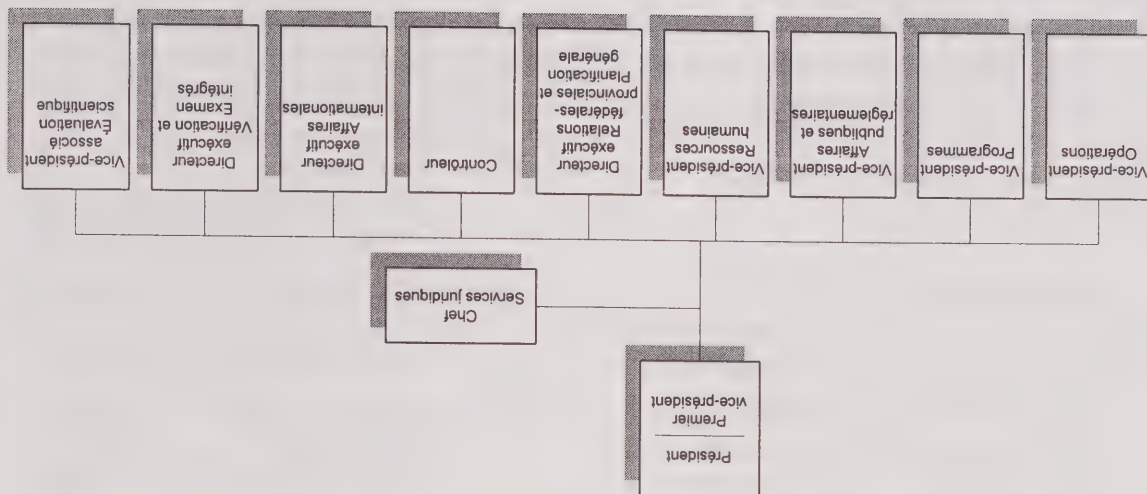 Président
Premier
vice-président
Chef
Services juridiques
Vice-président
Opérations
Vice-président
Programmes
Vice-président
Affaires
publiques et
réglementaires
Vice-président
Ressources
humaines
Directeur
exécutif
Relations
fédérales-
provinciales et
Planification
générale
Contrôleur
Directeur
exécutif
Affaires
internationales
Directeur
exécutif
Vérification et
Examen
intégrés
Vice-président
associé
Évaluation
scientifique